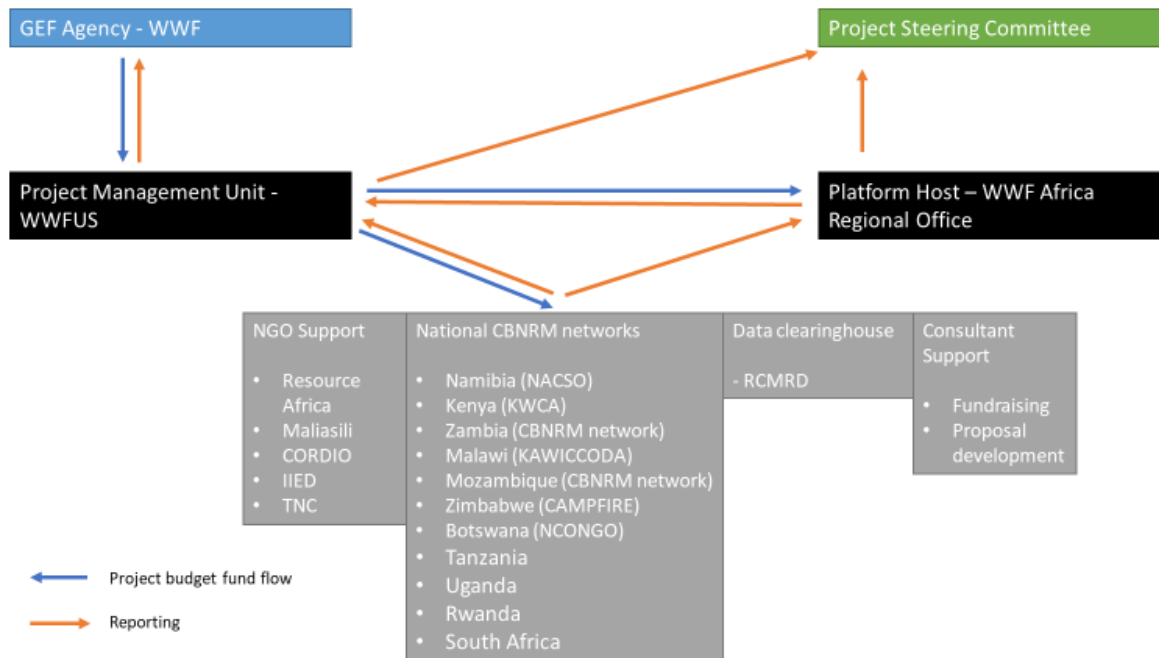 GEF Agency - WWF
Project Steering Committee
Project Management Unit -
WWFUS
Platform Host – WWF Africa
Regional Office
NGO Support
• Resource
Africa
• Maliasili
• CORDIO
• IIED
• TNC
National CBNRM networks
• Namibia (NACSO)
• Kenya (KWCA)
• Zambia (CBNRM network)
• Malawi (KAWICCODA)
• Mozambique (CBNRM network)
• Zimbabwe (CAMPFIRE)
• Botswana (NCONGO)
• Tanzania
• Uganda
• Rwanda
• South Africa
Data clearinghouse
- RCMRD
Consultant
Support
• Fundraising
• Proposal
development
Project budget fund flow
Reporting